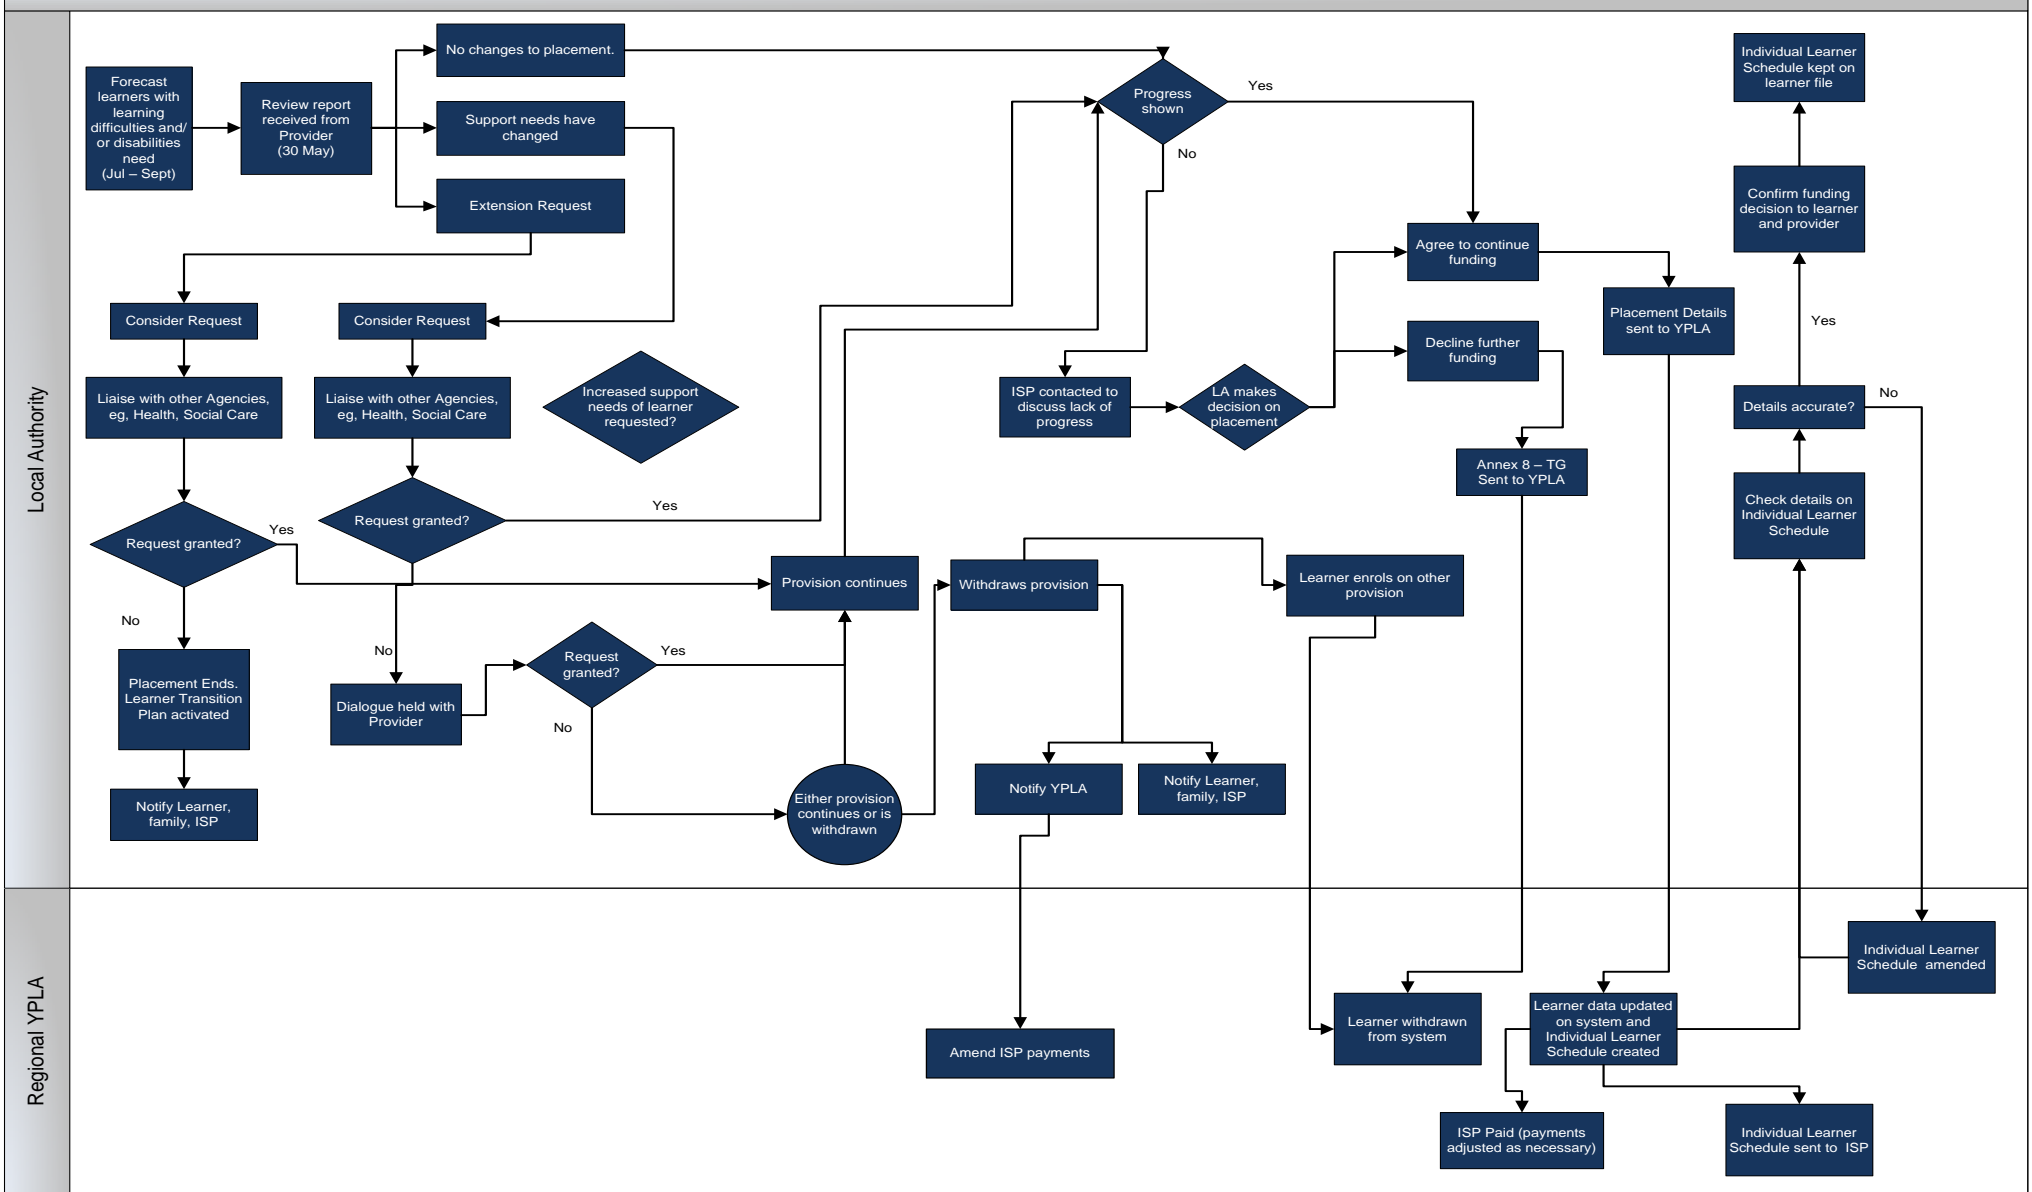 Local Authority
Forecast
learners with
learning
difficulties and/
or disabilities
need
(Jul – Sept)
Review report
received from
Provider
(30 May)
No changes to placement.
Support needs have
changed
Extension Request
Consider Request
Liaise with other Agencies,
eg, Health, Social Care
Request granted?
Yes
No
Placement Ends.
Learner Transition
Plan activated
Notify Learner,
family, ISP
Consider Request
Liaise with other Agencies,
eg, Health, Social Care
Request granted?
Yes
No
Dialogue held with
Provider
Increased support
needs of learner
requested?
Request
granted?
Yes
No
Provision continues
Either provision
continues or is
withdrawn
Withdraws provision
Notify YPLA
Notify Learner,
family, ISP
Learner enrols on other
provision
Progress
shown
Yes
No
ISP contacted to
discuss lack of
progress
LA makes
decision on
placement
Agree to continue
funding
Decline further
funding
Annex 8 – TG
Sent to YPLA
Placement Details
sent to YPLA
Individual Learner
Schedule kept on
learner file
Confirm funding
decision to learner
and provider
Yes
Details accurate?
No
Check details on
Individual Learner
Schedule
Regional YPLA
Amend ISP payments
Learner withdrawn
from system
Learner data updated
on system and
Individual Learner
Schedule created
Individual Learner
Schedule  amended
ISP Paid (payments
adjusted as necessary)
Individual Learner
Schedule sent to  ISP